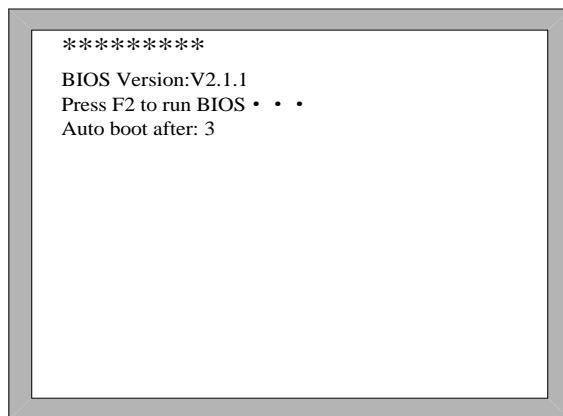 *********
BIOS Version:V2.1.1
Press F2 to run BIOS • • •
Auto boot after: 3